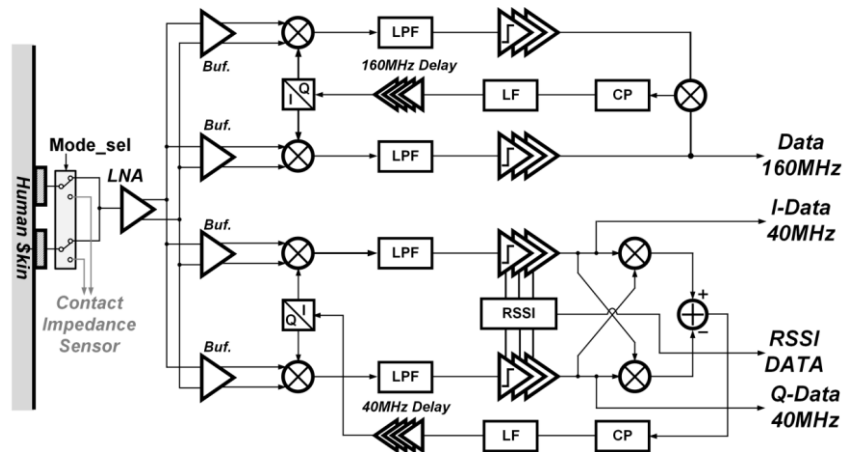 LPF
Buf.
160MHz Delay
I Q
LF
CP
Mode_sel
LNA
Buf.
LPF
Data
160MHz
Human Skin
I-Data
40MHz
Buf.
LPF
Contact
Impedance
Sensor
Q I
RSSI
+
−
RSSI
DATA
Buf.
LPF
Q-Data
40MHz
40MHz Delay
LF
CP